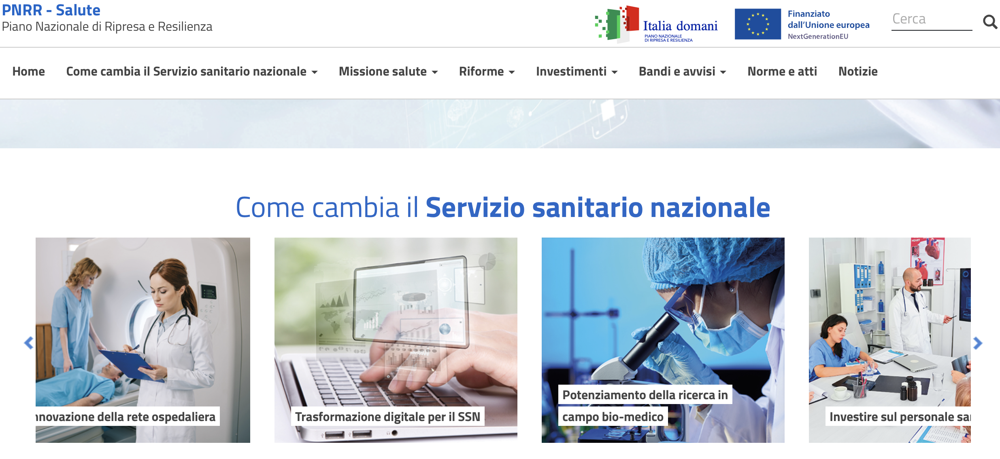 PNRR - Salute
Piano Nazionale di Ripresa e Resilienza
Italia domani
PIANO NAZIONALE
DI RIPRESA E RESILIENZA
Finanziato
dall'Unione europea
NextGenerationEU
Cerca
Home Come cambia il Servizio sanitario nazionale Missione salute Riforme Investimenti Bandi e avvisi Norme e atti Notizie
Come cambia il Servizio sanitario nazionale
HEART
nnovazione della rete ospedaliera
Trasformazione digitale per il SSN
Potenziamento della ricerca in
campo bio-medico
Investire sul personale sa